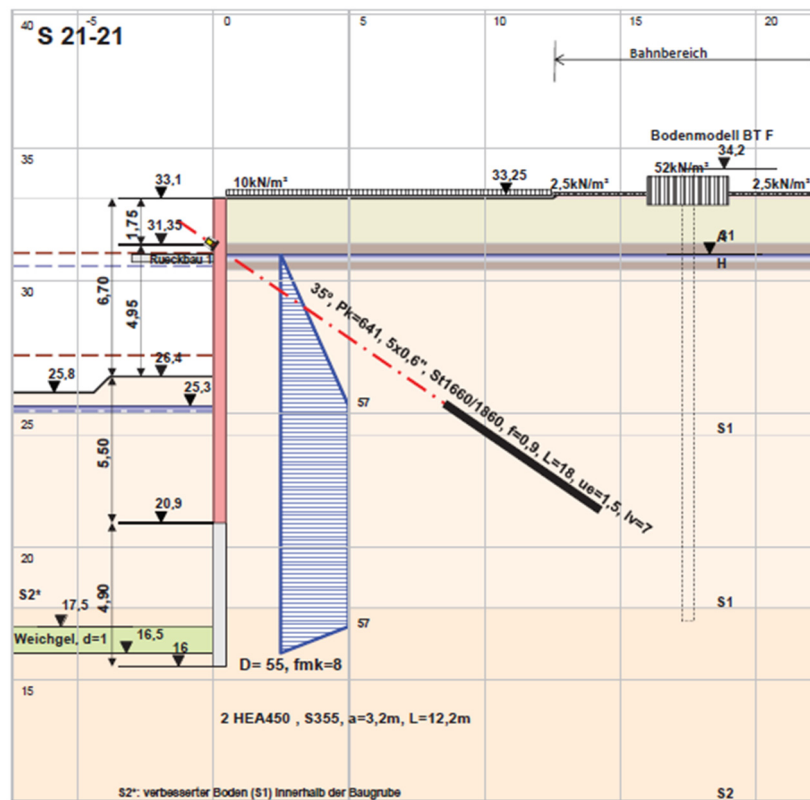 40
-5
0
5
10
15
20
S 21-21
Bahnbereich
Bodenmodell BT F
34,2
35
33,1
10kN/m²
33,25
2,5kN/m²
52kN/m²
2,5kN/m²
1,75
31,35
S1
Rueckbau 1
H
30
6,70
4,95
35°, Pk=641, 5x0,6'', St1660/1860, f=0,9, L=18, ue=1,5, lv=7
26,4
25,8
25,3
57
25
S1
5,50
20,9
20
4,90
S2*
17,5
S1
57
Weichgel, d=1
16,5
16
D= 55, fmk=8
15
2 HEA450 , S355, a=3,2m, L=12,2m
S2*: verbesserter Boden (S1) innerhalb der Baugrube
S2